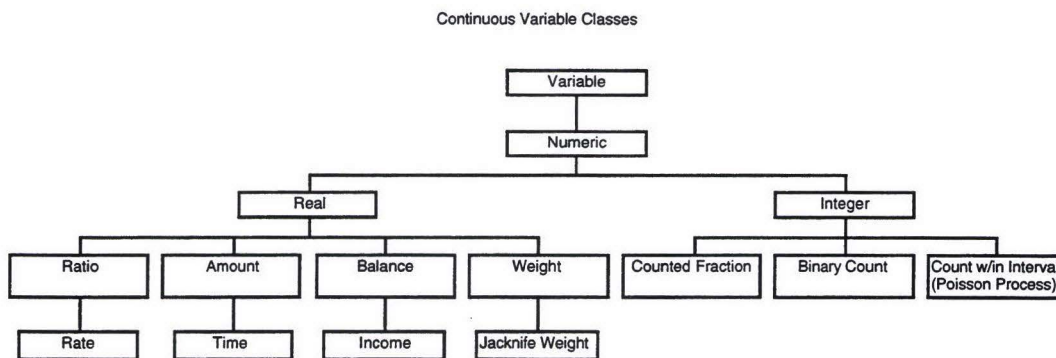 Continuous Variable Classes
Variable
Numeric
Real
Integer
Ratio
Amount
Balance
Weight
Counted Fraction
Binary Count
Count w/in Interval
(Poisson Process)
Rate
Time
Income
Jacknife Weight